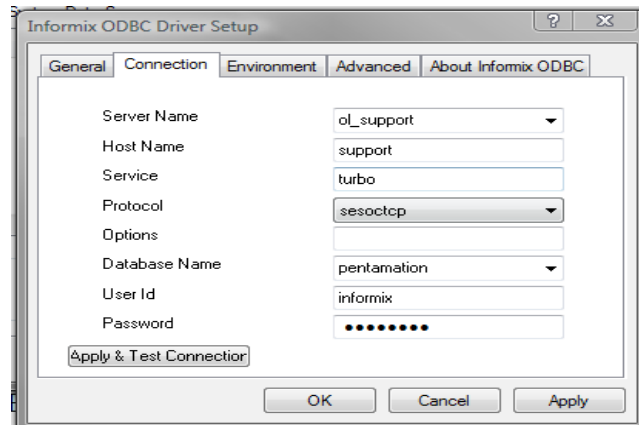 Informix ODBC Driver Setup
General Connection Environment Advanced About Informix ODBC
Server Name ol_support
Host Name support
Service turbo
Protocol sesoctcp
Options
Database Name pentamation
User Id informix
Password ●●●●●●●●
Apply & Test Connection
OK Cancel Apply